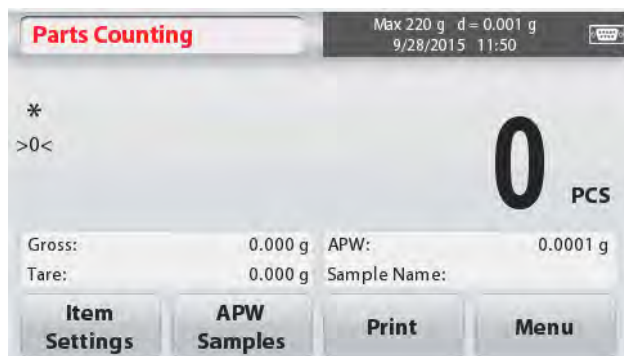 Parts Counting
Max 220 g d = 0.001 g
9/28/2015 11:50
*
>0<
0 PCS
Gross: 0.000 g APW: 0.0001 g
Tare: 0.000 g Sample Name:
Item Settings
APW Samples
Print
Menu